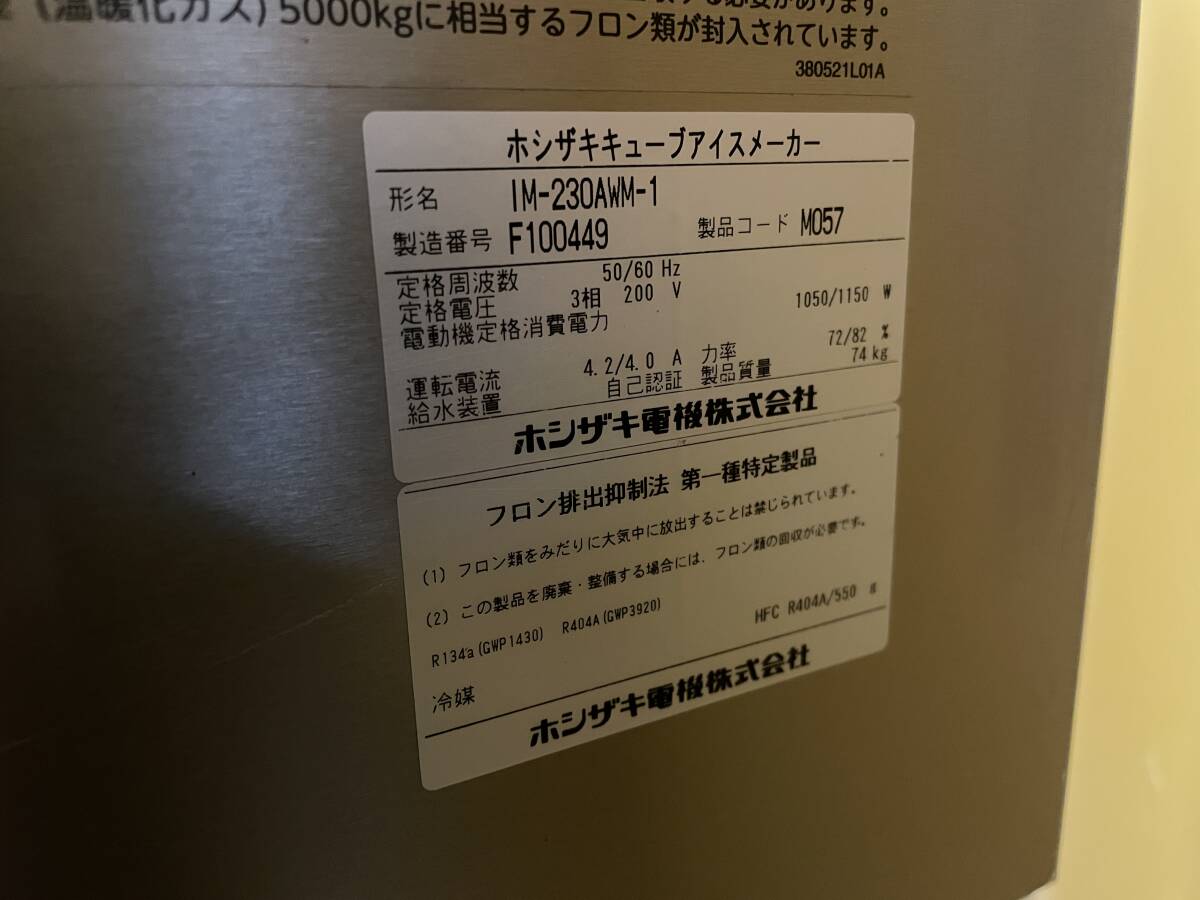 (温暖化ガス) 5000kgに相当するフロン類が封入されています。
380521L01A
ホシザキキューブアイスメーカー
形名 IM-230AWM-1
製造番号 F100449 製品コード M057
定格周波数 50/60 Hz
定格電圧 3相 200 V
電動機定格消費電力 1050/1150 W
運転電流 4.2/4.0 A 力率 72/82 %
給水装置 自己認証 製品質量 74 kg
ホシザキ電機株式会社
フロン排出抑制法 第一種特定製品
(1) フロン類をみだりに大気中に放出することは禁じられています。
(2) この製品を廃棄・整備する場合には、フロン類の回収が必要です。
R134a(GWP1430) R404A(GWP3920)
冷媒 HFC R404A/550 g
ホシザキ電機株式会社